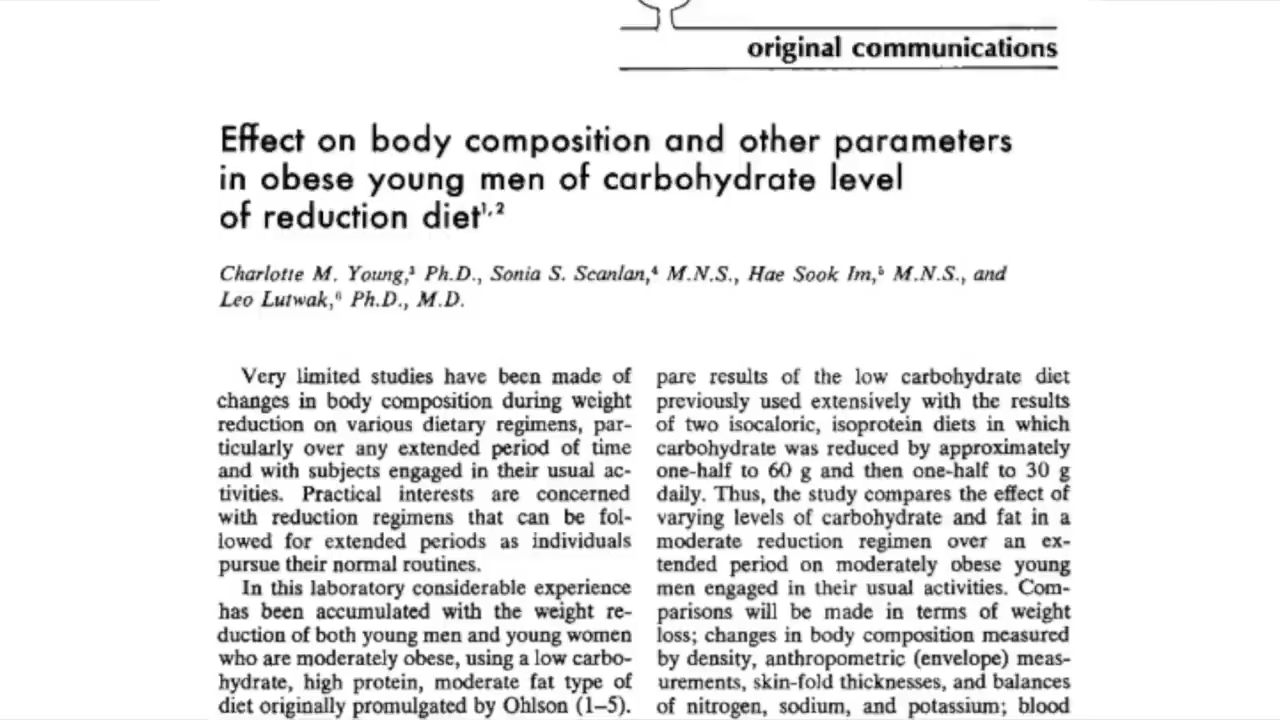 original communications
Effect on body composition and other parameters
in obese young men of carbohydrate level
of reduction diet¹,²
Charlotte M. Young,³ Ph.D., Sonia S. Scanlan,⁴ M.N.S., Hae Sook Im,⁵ M.N.S., and
Leo Lutwak,⁶ Ph.D., M.D.
Very limited studies have been made of
changes in body composition during weight
reduction on various dietary regimens, par-
ticularly over any extended period of time
and with subjects engaged in their usual ac-
tivities. Practical interests are concerned
with reduction regimens that can be fol-
lowed for extended periods as individuals
pursue their normal routines.
In this laboratory considerable experience
has been accumulated with the weight re-
duction of both young men and young women
who are moderately obese, using a low carbo-
hydrate, high protein, moderate fat type of
diet originally promulgated by Ohlson (1–5).
pare results of the low carbohydrate diet
previously used extensively with the results
of two isocaloric, isoprotein diets in which
carbohydrate was reduced by approximately
one-half to 60 g and then one-half to 30 g
daily. Thus, the study compares the effect of
varying levels of carbohydrate and fat in a
moderate reduction regimen over an ex-
tended period on moderately obese young
men engaged in their usual activities. Com-
parisons will be made in terms of weight
loss; changes in body composition measured
by density, anthropometric (envelope) meas-
urements, skin-fold thicknesses, and balances
of nitrogen, sodium, and potassium; blood